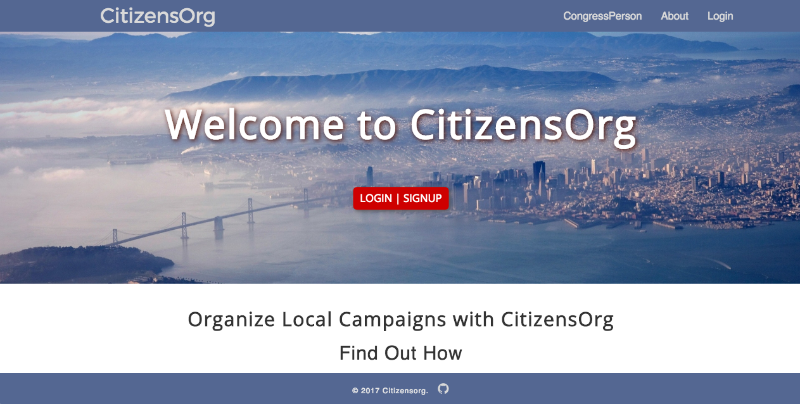 CitizensOrg
CongressPerson About Login
Welcome to CitizensOrg
LOGIN | SIGNUP
Organize Local Campaigns with CitizensOrg
Find Out How
© 2017 Citizensorg.